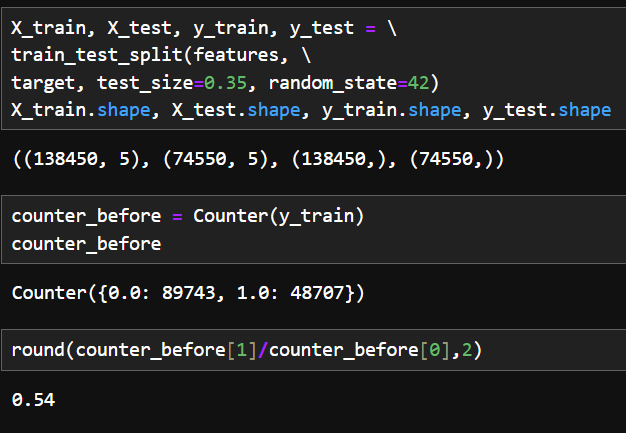 X_train, X_test, y_train, y_test = \
train_test_split(features, \
target, test_size=0.35, random_state=42)
X_train.shape, X_test.shape, y_train.shape, y_test.shape
((138450, 5), (74550, 5), (138450,), (74550,))
counter_before = Counter(y_train)
counter_before
Counter({0.0: 89743, 1.0: 48707})
round(counter_before[1]/counter_before[0],2)
0.54